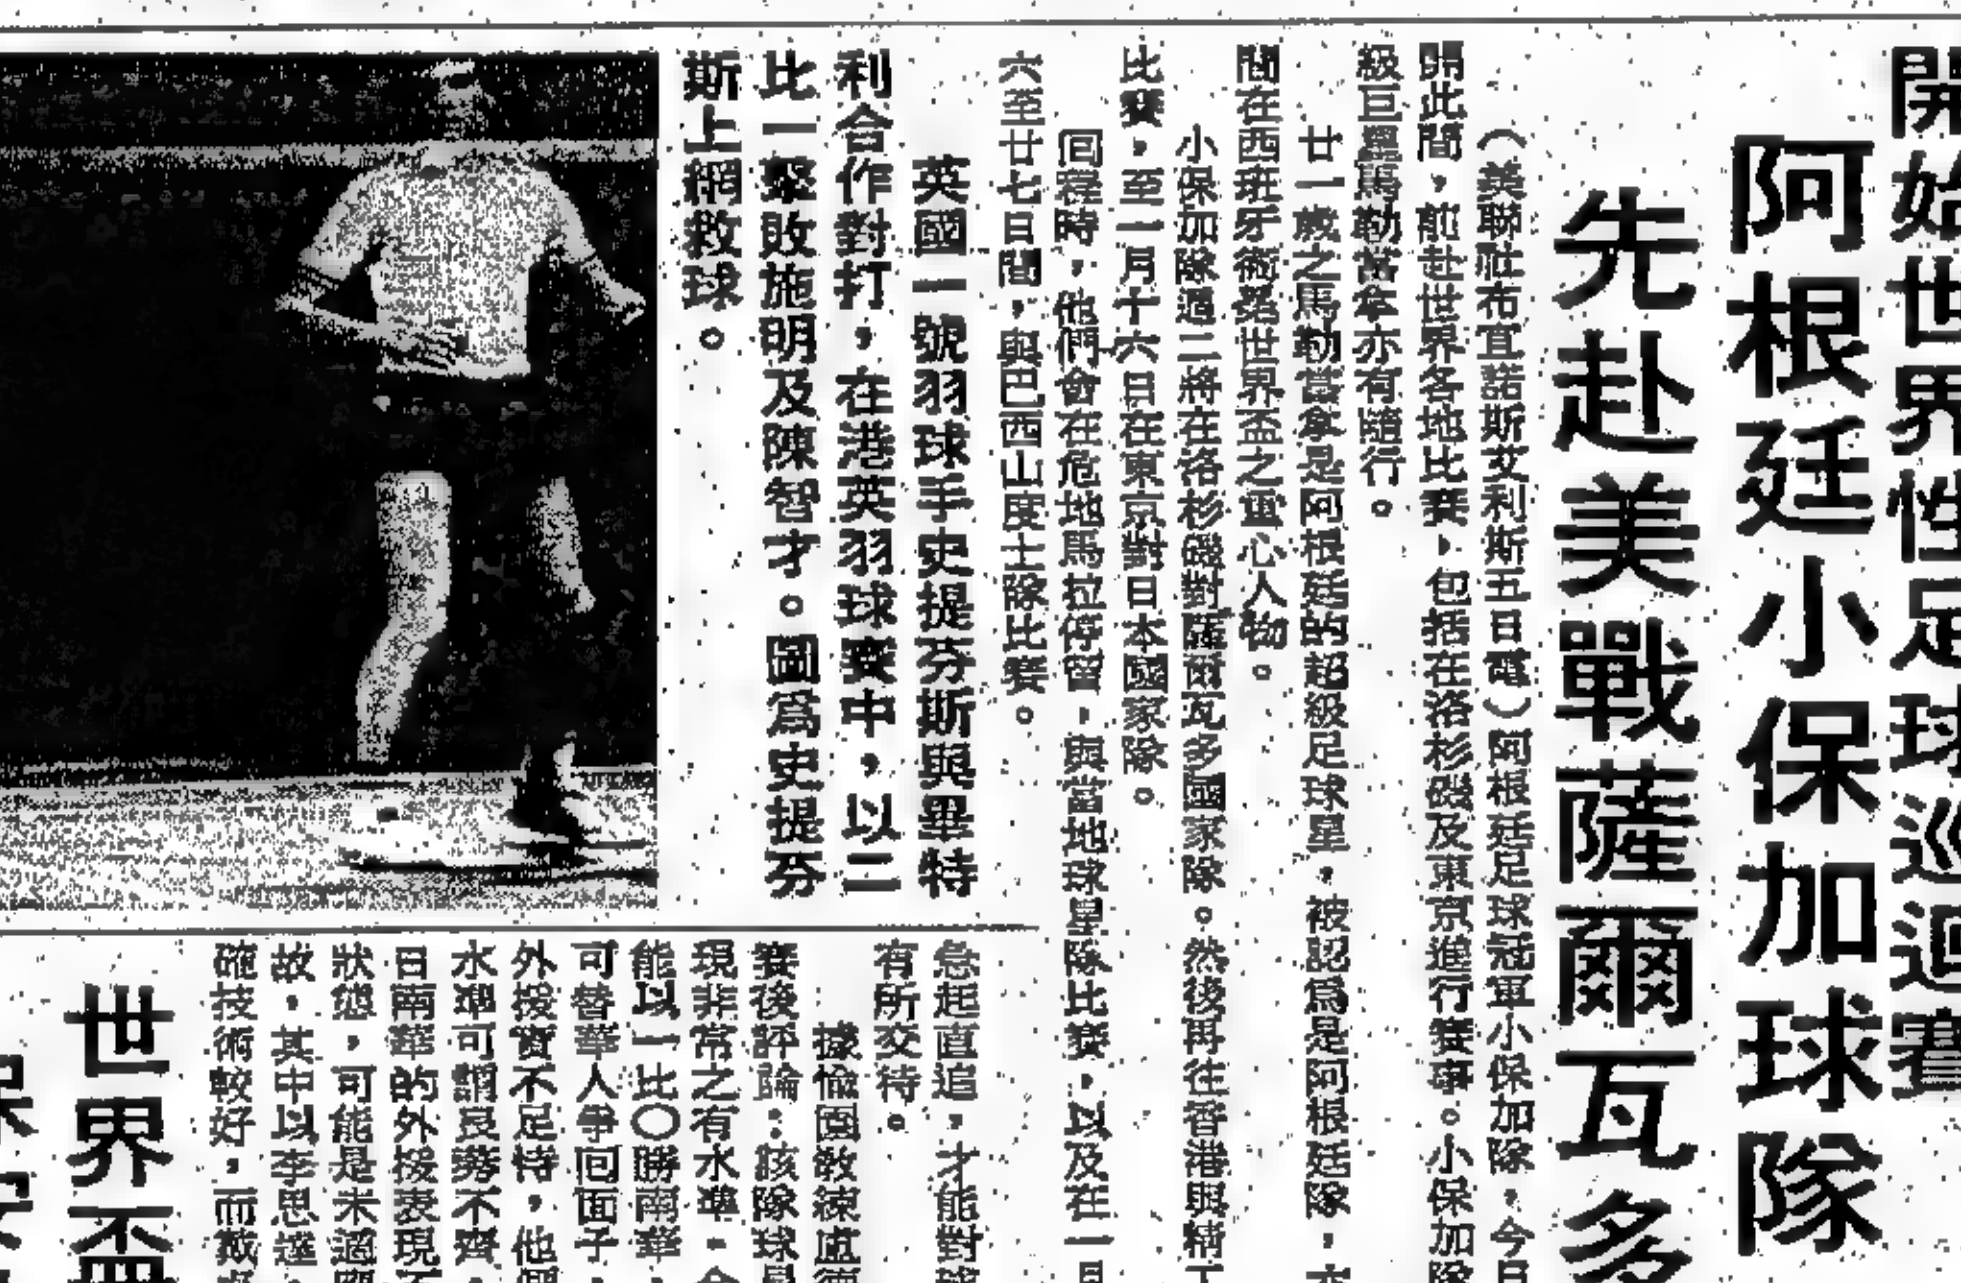 開始世界性足球巡迴賽
阿根廷小保加球隊
先赴美戰薩爾瓦多
（美聯社布宜諾斯艾利斯五日電）阿根廷足球冠軍小保加隊，今日
開此間，前赴世界各地比賽，包括在洛杉磯及東京進行賽事。小保加隊
級巨星馬勒當拿亦有隨行。
廿一歲之馬勒當拿是阿根廷的超級足球星，被認爲是阿根廷隊，本
間在西班牙衛冕世界盃之重心人物。
小保加隊週二將在洛杉磯對薩爾瓦多國家隊。然後再往香港與精工
比賽，至一月十六日在東京對日本國家隊。
回程時，他們會在危地馬拉停留，與當地球星隊比賽，以及在一月
六至廿七日間，與巴西山度士隊比賽。
英國一號羽球手史提芬斯與畢特
利合作對打，在港英羽球賽中，以二
比一擊敗施明及陳智才。圖爲史提芬
斯上網救球。
急起直追，才能對
有所交待。
據愉園教練盧德
賽後評論：該隊球員
現非常之有水準，
能以一比〇勝南華，
可替華人爭回面子，
外援實不足恃，他
水準可謂良莠不齊，
日南華的外援表現
狀態，可能是未適
故，其中以李思達
確技術較好，而戴
世界盃